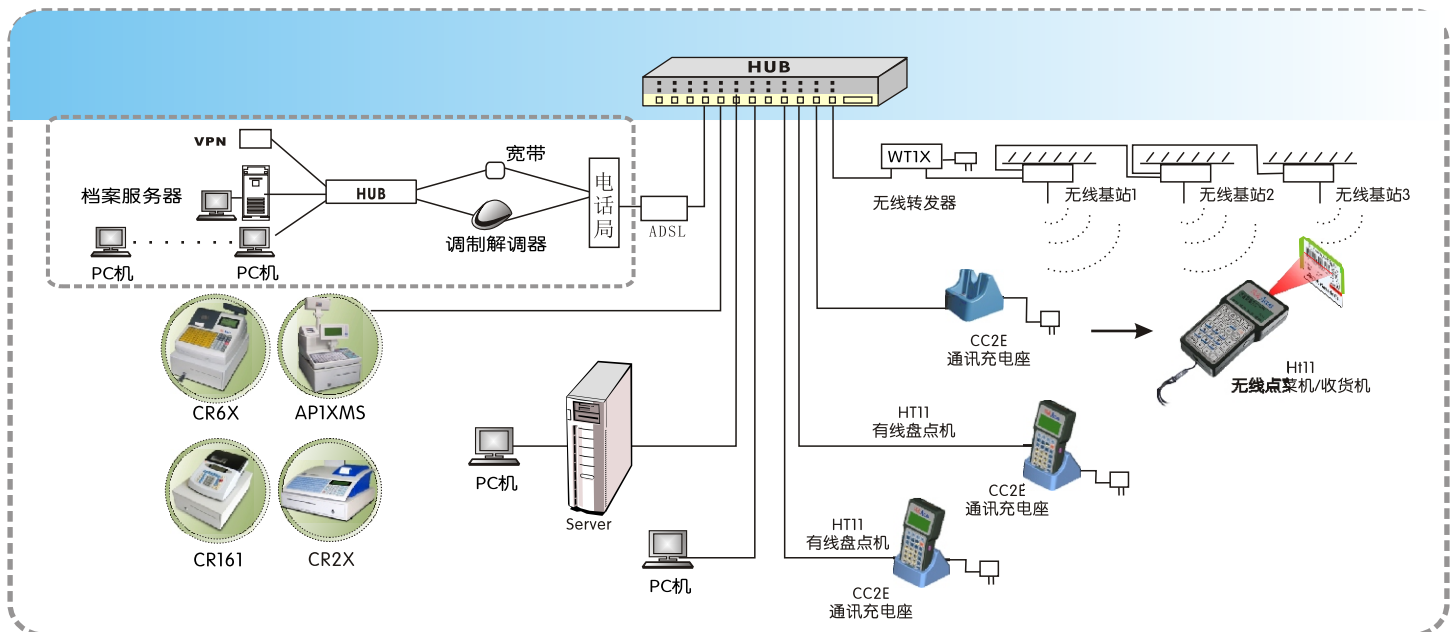 HUB
VPN
宽带
档案服务器
HUB
电话局
ADSL
调制解调器
PC机
PC机
WT1X
无线转发器
无线基站1
无线基站2
无线基站3
CC2E
通讯充电座
Ht11
无线点菜机/收货机
CR6X
AP1XMS
HT11
有线盘点机
PC机
Server
CC2E
通讯充电座
CR161
CR2X
HT11
有线盘点机
PC机
CC2E
通讯充电座